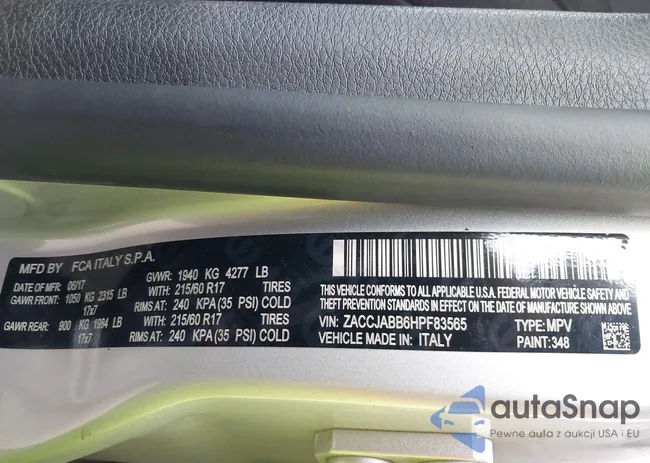 MFD BY FCA ITALY S.P.A.
DATE OF MFR: 06/17 GVWR: 1940 KG 4277 LB
GAWR FRONT: 1050 KG 2315 LB WITH: 215/60 R17 TIRES
17x7 RIMS AT: 240 KPA (35 PSI) COLD
GAWR REAR: 900 KG 1984 LB WITH: 215/60 R17 TIRES
17x7 RIMS AT: 240 KPA (35 PSI) COLD
THIS VEHICLE CONFORMS TO ALL APPLICABLE U.S.A. FEDERAL MOTOR VEHICLE SAFETY AND
THEFT PREVENTION STANDARDS IN EFFECT ON THE DATE OF MANUFACTURE SHOWN ABOVE
VIN: ZACCJABB6HPF83565 TYPE: MPV
VEHICLE MADE IN: ITALY PAINT: 348
autaSnap
Pewne auta z aukcji USA i EU